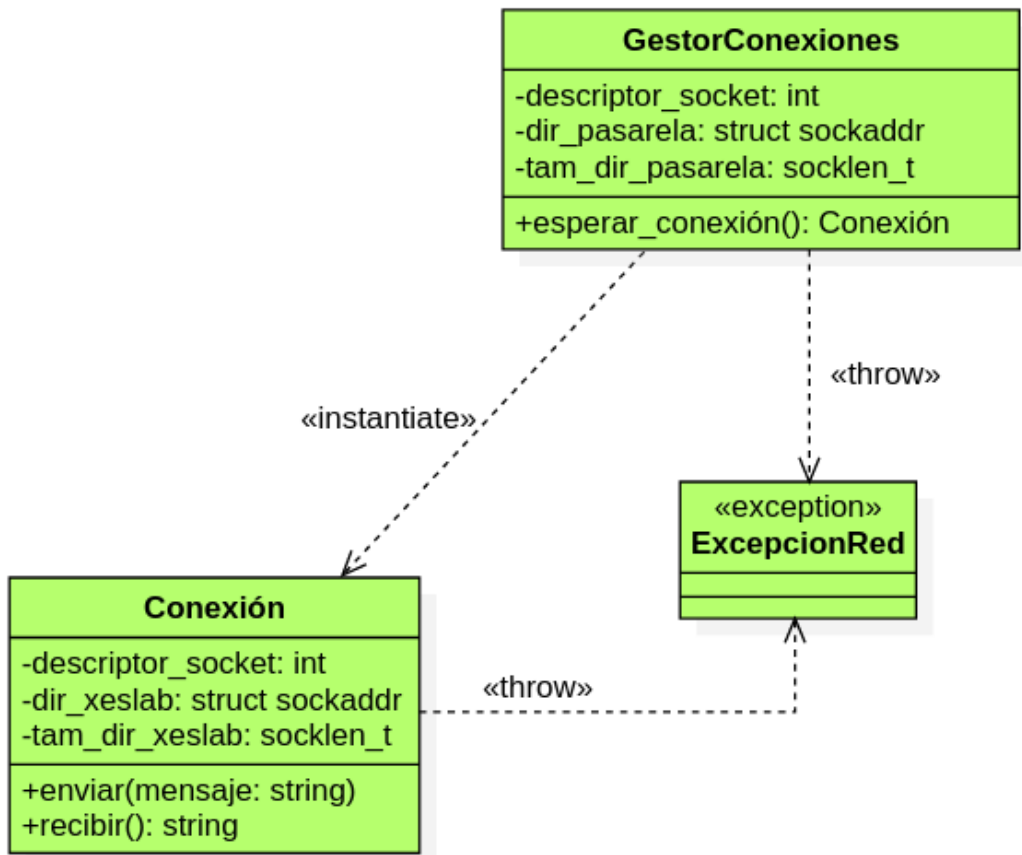 GestorConexiones
-descriptor_socket: int
-dir_pasarela: struct sockaddr
-tam_dir_pasarela: socklen_t
+esperar_conexión(): Conexión
«throw»
«instantiate»
«exception»
ExcepcionRed
Conexión
-descriptor_socket: int
-dir_xeslab: struct sockaddr
-tam_dir_xeslab: socklen_t
+enviar(mensaje: string)
+recibir(): string
«throw»